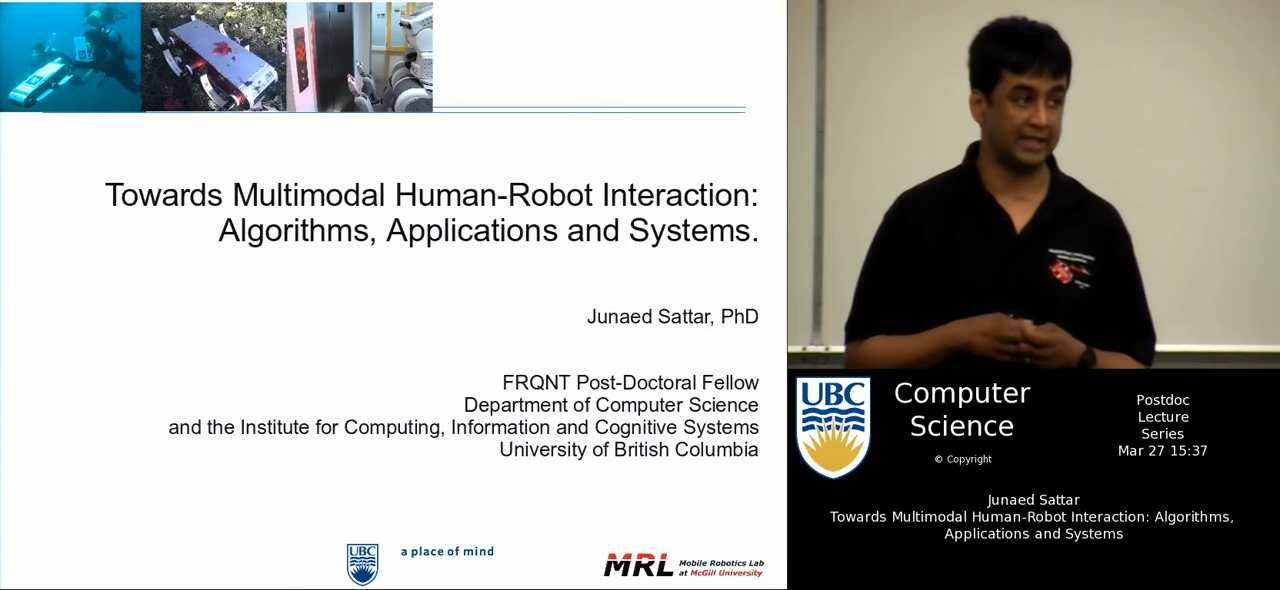 Towards Multimodal Human-Robot Interaction:
Algorithms, Applications and Systems.
Junaed Sattar, PhD
FRQNT Post-Doctoral Fellow
Department of Computer Science
and the Institute for Computing, Information and Cognitive Systems
University of British Columbia
UBC
a place of mind
MRL
Mobile Robotics Lab
at McGill University
UBC
Computer
Science
© Copyright
Postdoc
Lecture
Series
Mar 27 15:37
Junaed Sattar
Towards Multimodal Human-Robot Interaction: Algorithms,
Applications and Systems